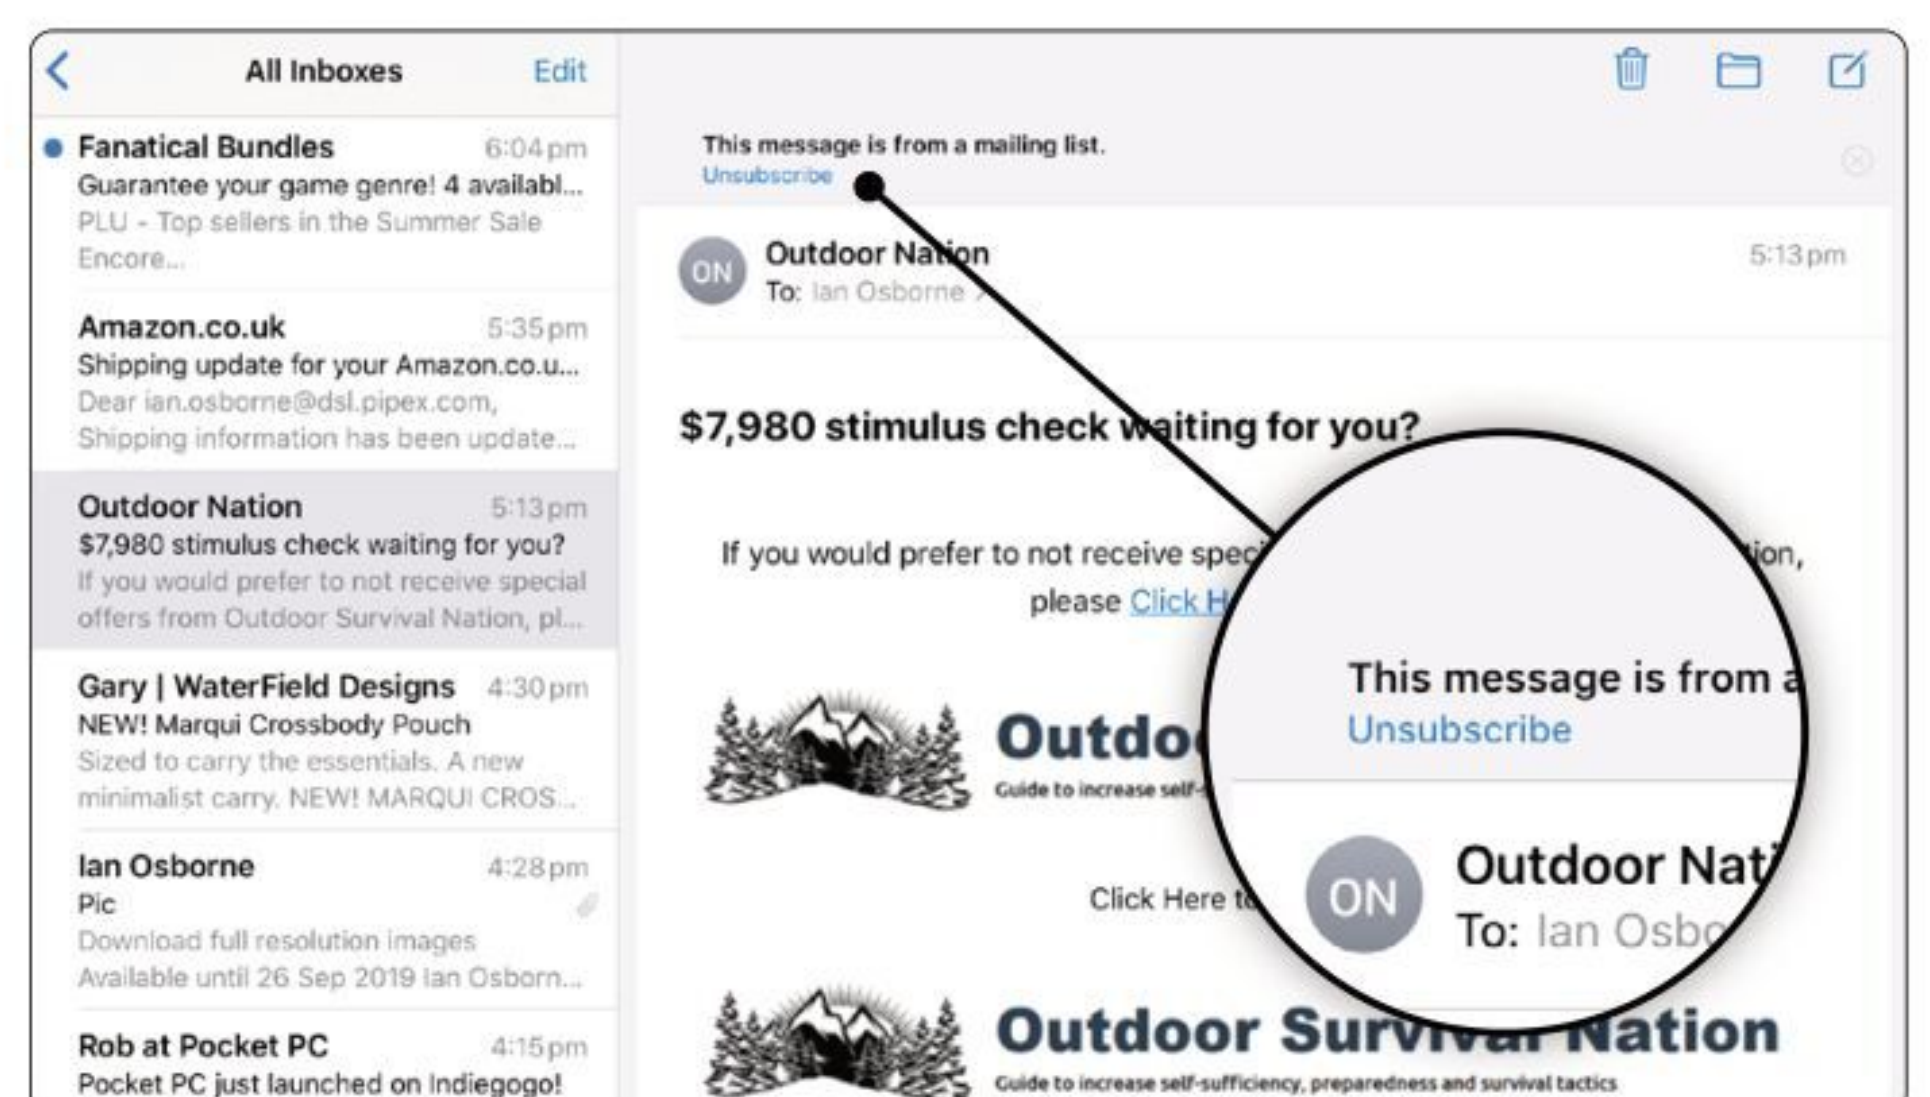 All Inboxes
Edit
Fanatical Bundles 6:04pm
Guarantee your game genre! 4 availabl...
PLU - Top sellers in the Summer Sale
Encore...
Amazon.co.uk 5:35pm
Shipping update for your Amazon.co.u...
Dear ian.osborne@dsl.pipex.com,
Shipping information has been update...
Outdoor Nation 5:13pm
$7,980 stimulus check waiting for you?
If you would prefer to not receive special
offers from Outdoor Survival Nation, pl...
Gary | WaterField Designs 4:30pm
NEW! Marqui Crossbody Pouch
Sized to carry the essentials. A new
minimalist carry. NEW! MARQUI CROS...
Ian Osborne 4:28pm
Pic
Download full resolution images
Available until 26 Sep 2019 Ian Osborn...
Rob at Pocket PC 4:15pm
Pocket PC just launched on Indiegogo!
This message is from a mailing list.
Unsubscribe
ON
Outdoor Nation 5:13pm
To: Ian Osborne
$7,980 stimulus check waiting for you?
If you would prefer to not receive
please Click
Guide to increase
Click Here
This message is from a
Unsubscribe
ON
Outdoor Nati
To: Ian Osbo
Outdoor Survival Nation
Guide to increase self-sufficiency, preparedness and survival tactics